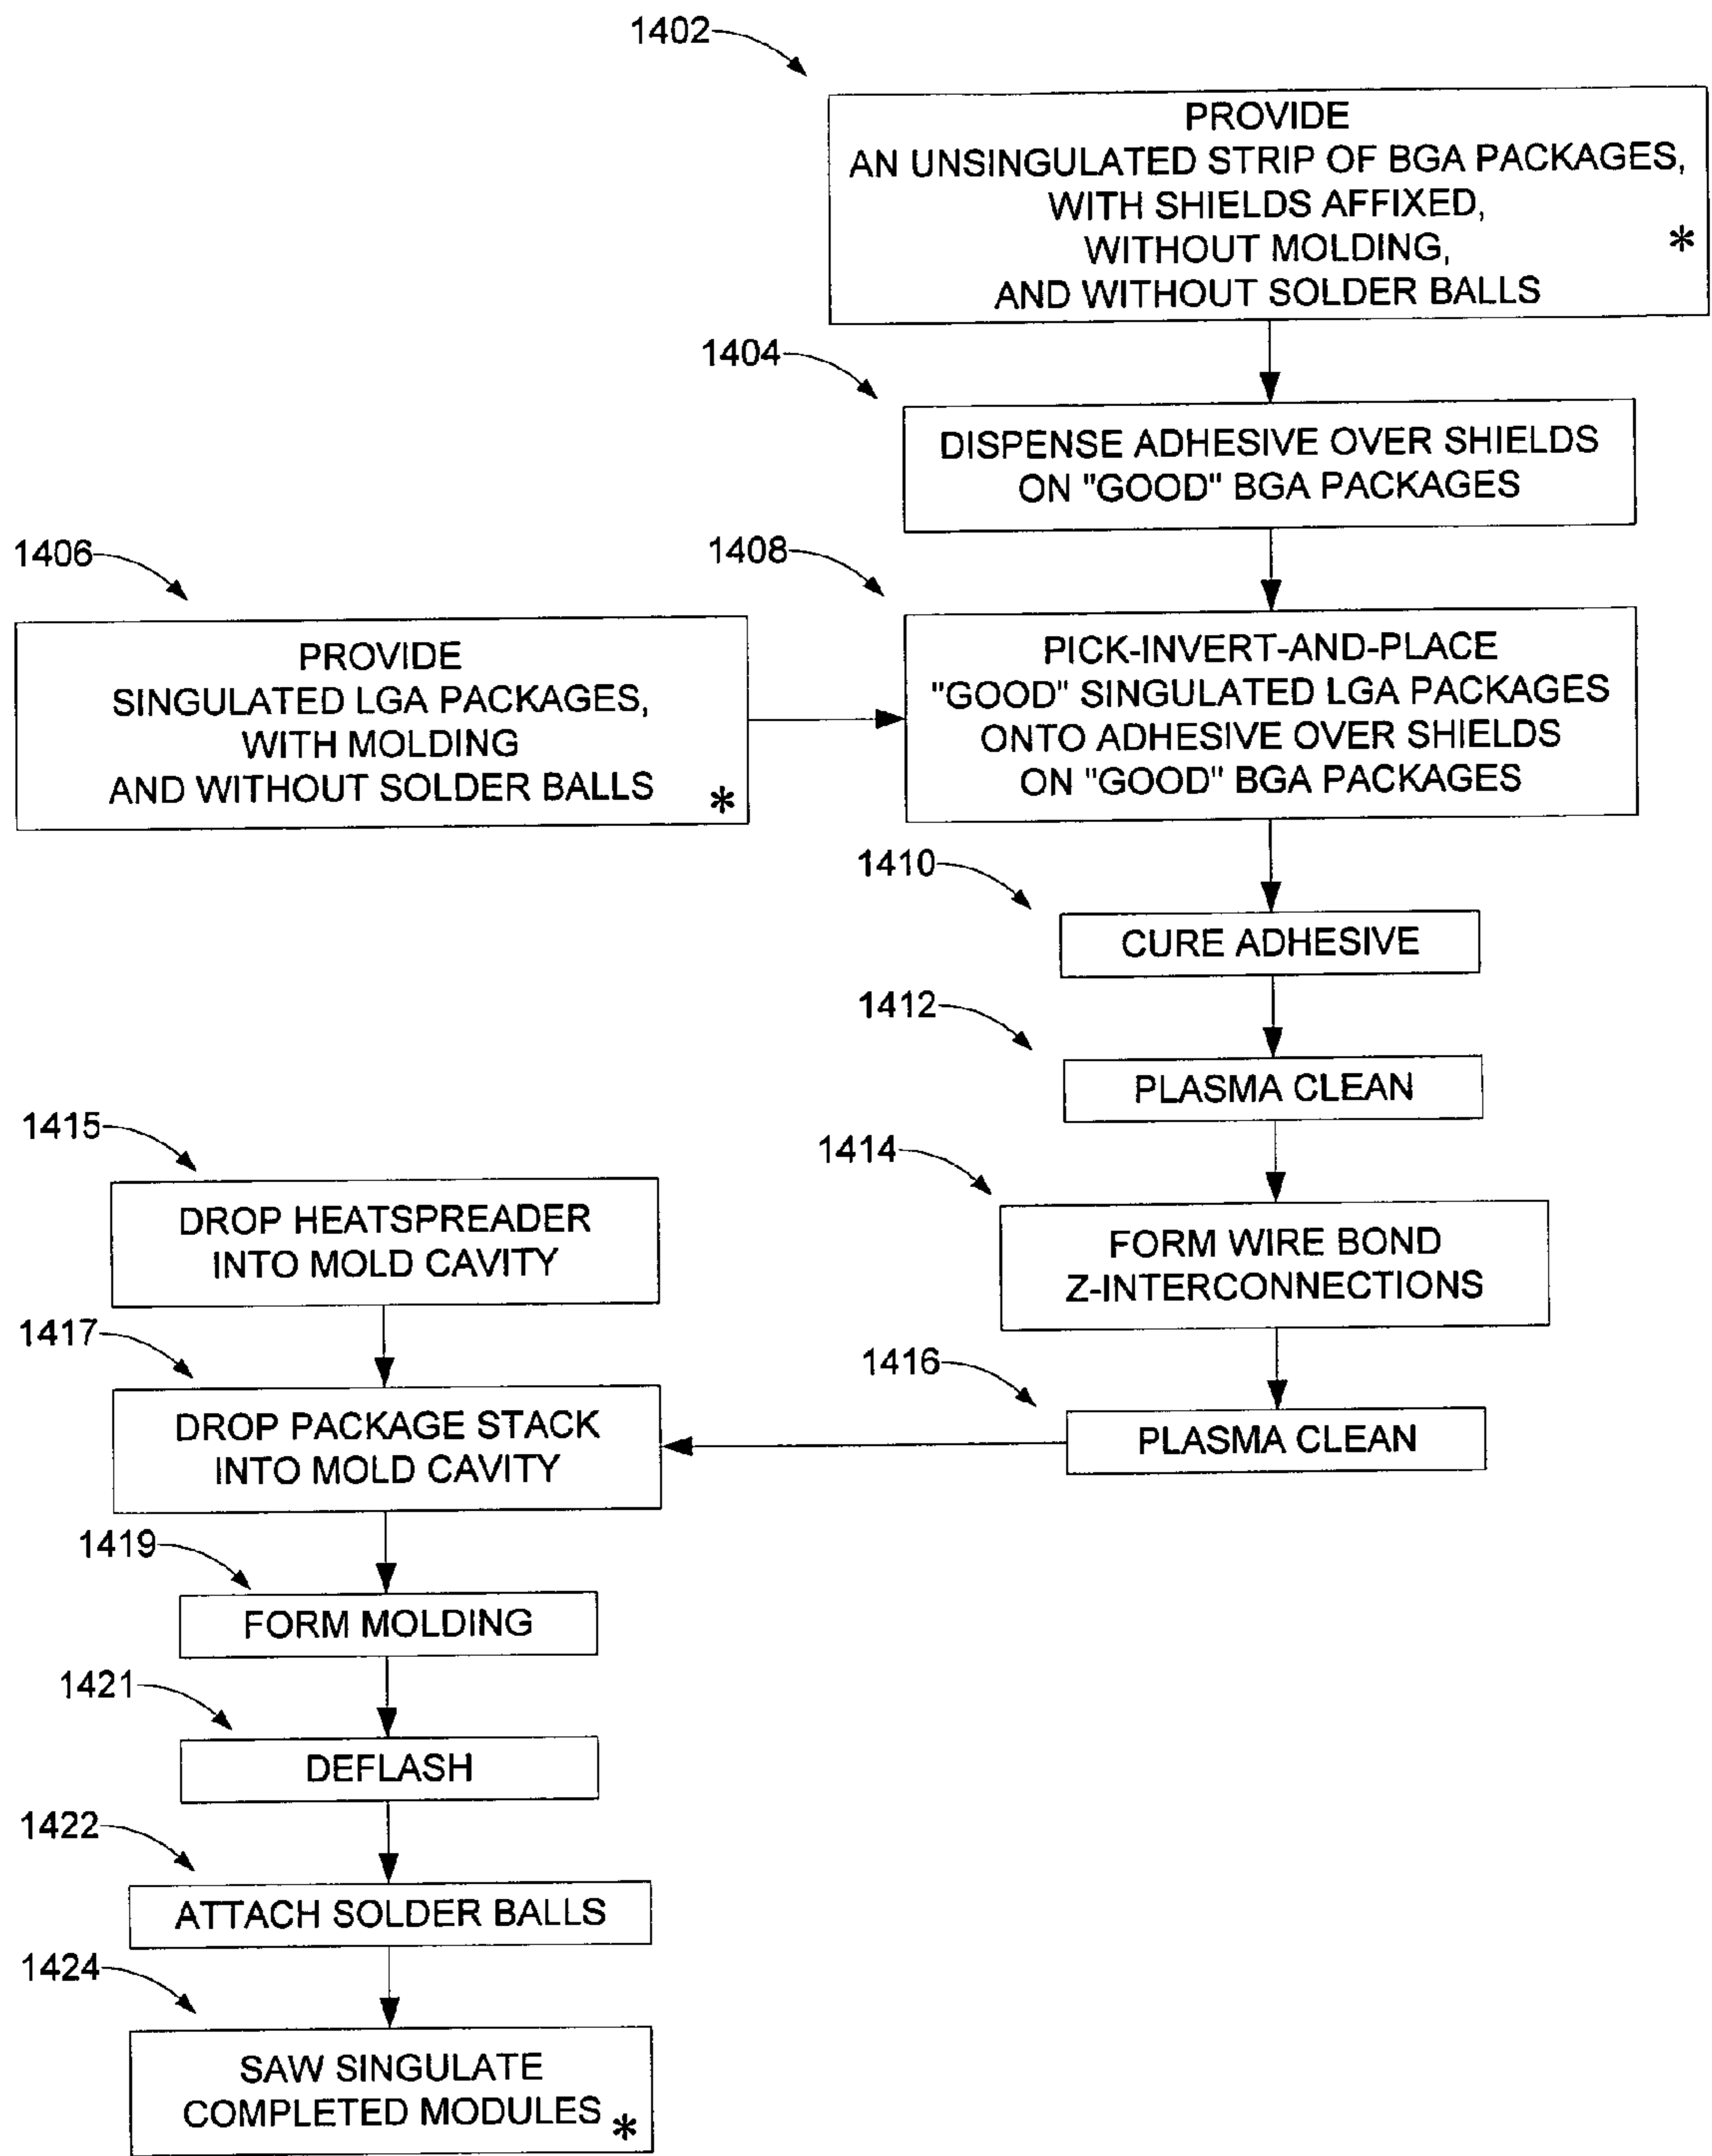 1402
PROVIDE
AN UNSINGULATED STRIP OF BGA PACKAGES,
WITH SHIELDS AFFIXED,
WITHOUT MOLDING,
AND WITHOUT SOLDER BALLS
*
1404
DISPENSE ADHESIVE OVER SHIELDS
ON "GOOD" BGA PACKAGES
1406
PROVIDE
SINGULATED LGA PACKAGES,
WITH MOLDING
AND WITHOUT SOLDER BALLS
*
1408
PICK-INVERT-AND-PLACE
"GOOD" SINGULATED LGA PACKAGES
ONTO ADHESIVE OVER SHIELDS
ON "GOOD" BGA PACKAGES
1410
CURE ADHESIVE
1412
PLASMA CLEAN
1414
FORM WIRE BOND
Z-INTERCONNECTIONS
1416
PLASMA CLEAN
1415
DROP HEATSPREADER
INTO MOLD CAVITY
1417
DROP PACKAGE STACK
INTO MOLD CAVITY
1419
FORM MOLDING
1421
DEFLASH
1422
ATTACH SOLDER BALLS
1424
SAW SINGULATE
COMPLETED MODULES
*